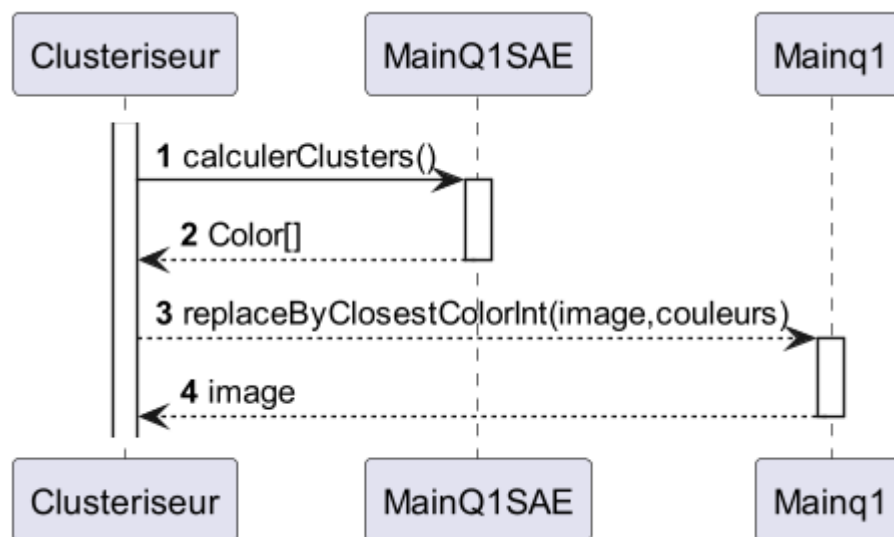 Clusteriseur MainQ1SAE Mainq1
1 calculerClusters()
2 Color[]
3 replaceByClosestColorInt(image,couleurs)
4 image
Clusteriseur MainQ1SAE Mainq1